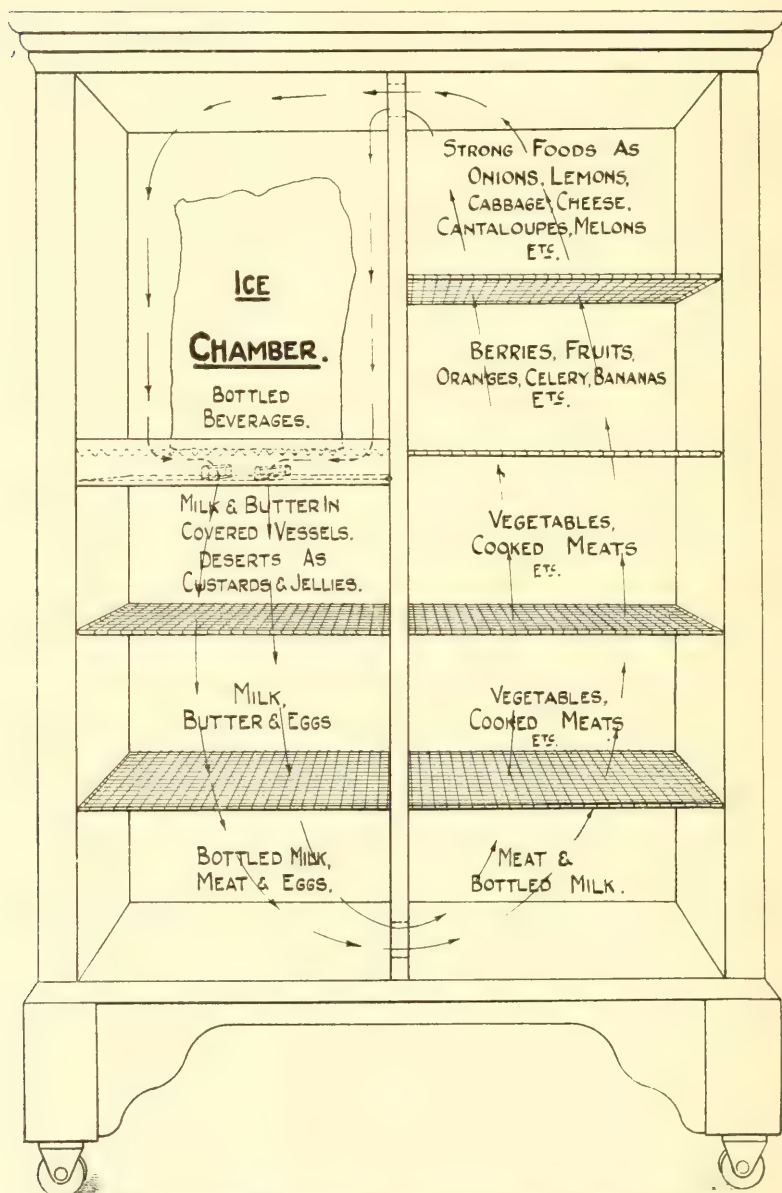 ICE
CHAMBER.
BOTTLED
BEVERAGES.
MILK & BUTTER IN
COVERED VESSELS.
DESERTS AS
CUSTARDS & JELLIES.
MILK,
BUTTER & EGGS
BOTTLED MILK,
MEAT & EGGS.
STRONG FOODS AS
ONIONS, LEMONS,
CABBAGE, CHEESE,
CANTALOUPES, MELONS
ETC.
BERRIES, FRUITS,
ORANGES, CELERY, BANANAS
ETC.
VEGETABLES,
COOKED MEATS
ETC.
VEGETABLES,
COOKED MEATS
ETC.
MEAT &
BOTTLED MILK.